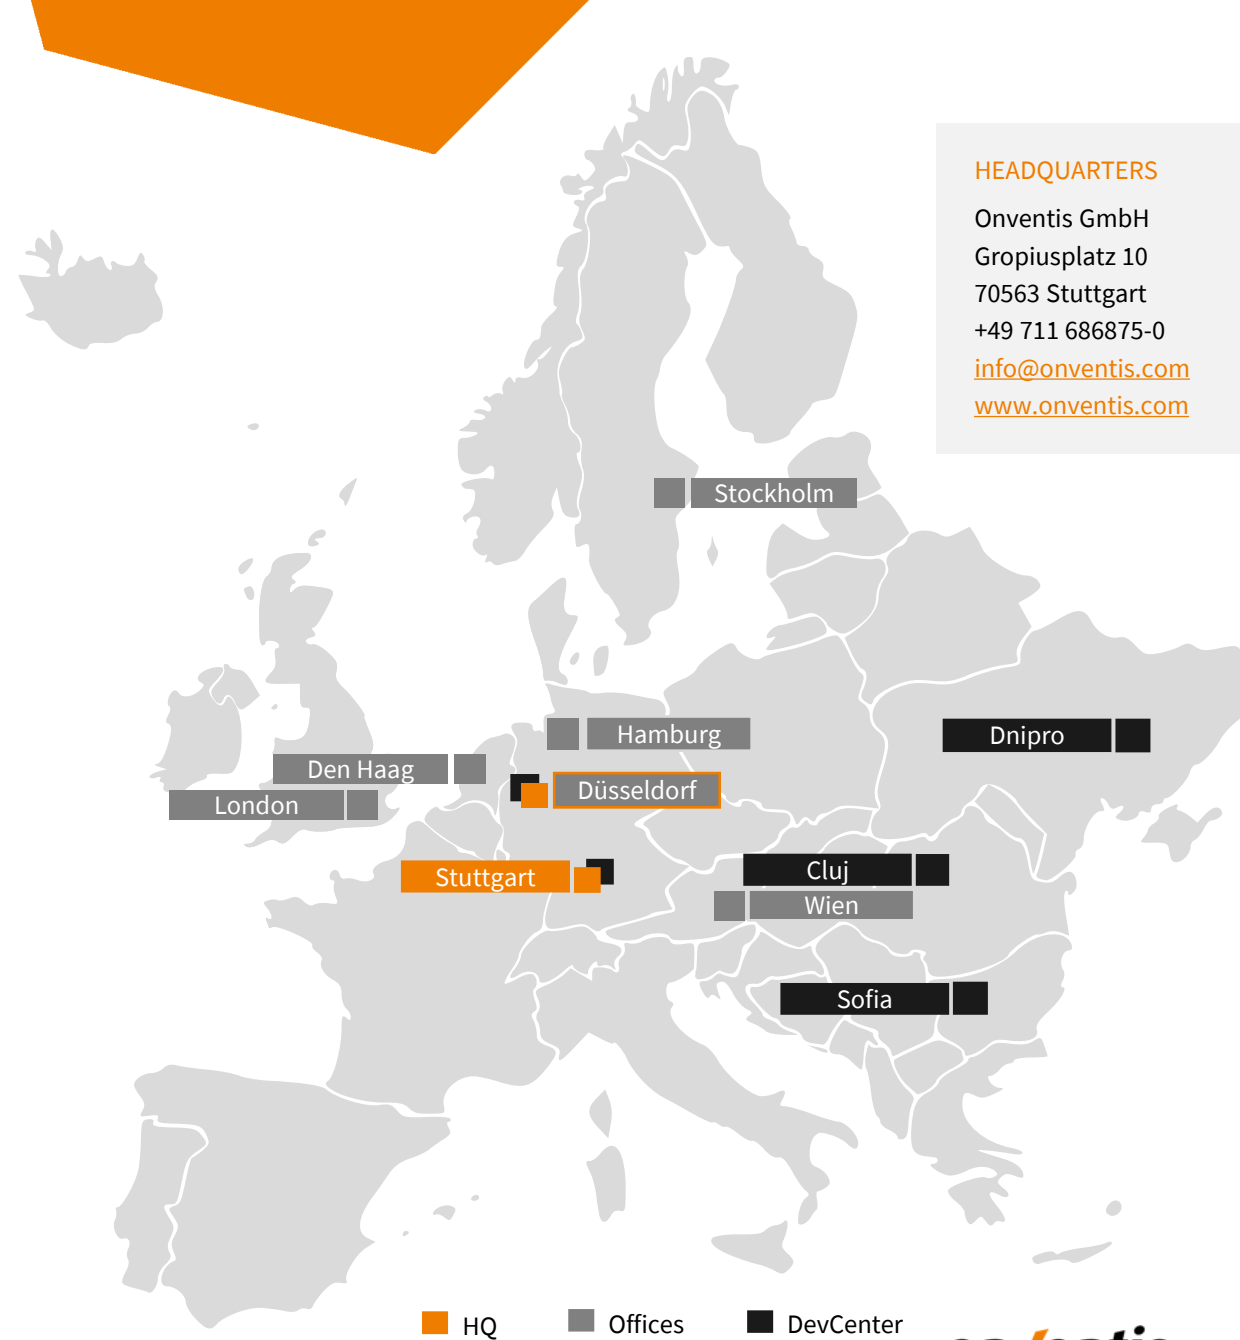 HEADQUARTERS
Onventis GmbH
Gropiusplatz 10
70563 Stuttgart
+49 711 686875-0
info@onventis.com
www.onventis.com
Stockholm
Hamburg
Dnipro
Den Haag
Düsseldorf
London
Cluj
Stuttgart
Wien
Sofia
HQ
Offices
DevCenter